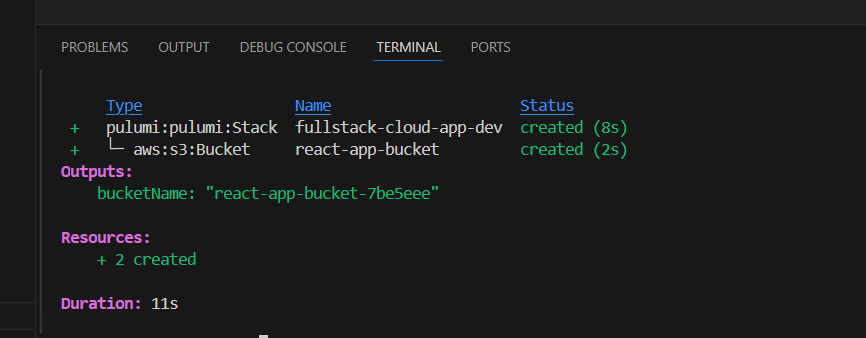 PROBLEMS OUTPUT DEBUG CONSOLE TERMINAL PORTS
Type Name Status
+ pulumi:pulumi:Stack fullstack-cloud-app-dev created (8s)
+ └─ aws:s3:Bucket react-app-bucket created (2s)
Outputs:
bucketName: "react-app-bucket-7be5eee"
Resources:
+ 2 created
Duration: 11s